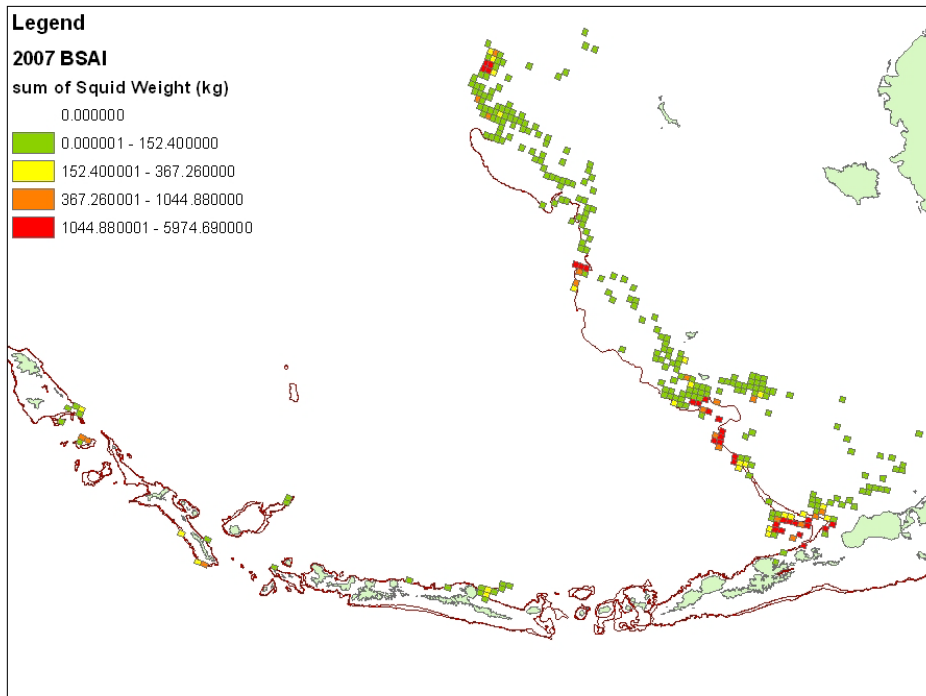 Legend
2007 BSAI
sum of Squid Weight (kg)
0.000000
0.000001 - 152.400000
152.400001 - 367.260000
367.260001 - 1044.880000
1044.880001 - 5974.690000